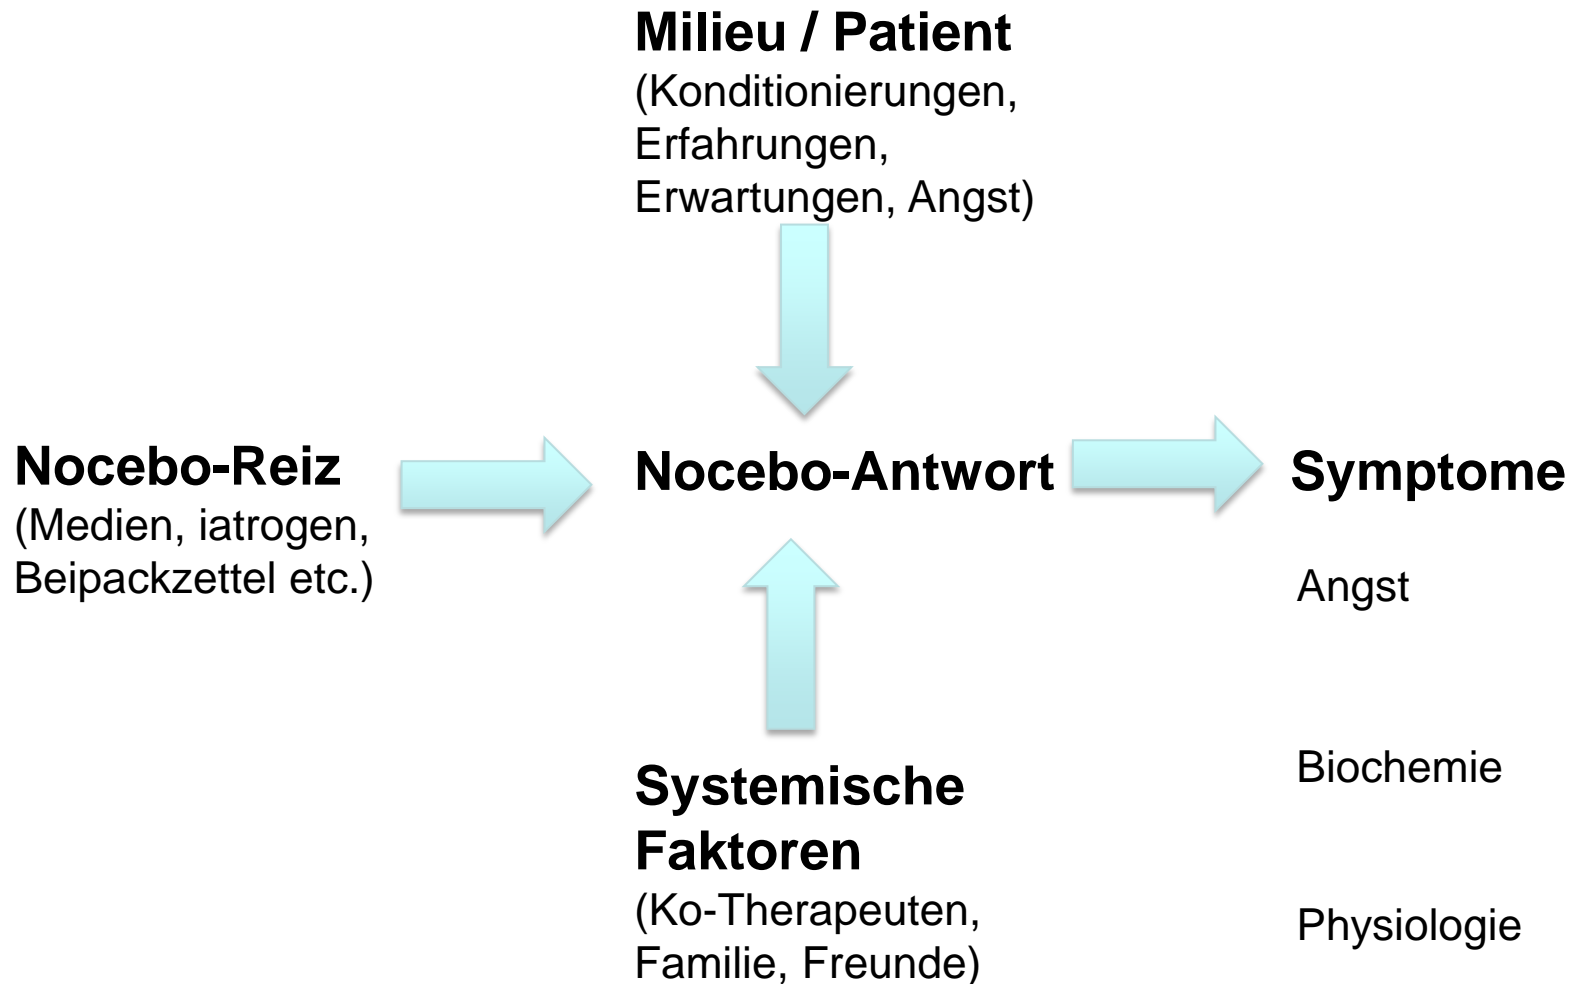 Milieu / Patient
(Konditionierungen,
Erfahrungen,
Erwartungen, Angst)
Nocebo-Reiz
(Medien, iatrogen,
Beipackzettel etc.)
Nocebo-Antwort
Systemische
Faktoren
(Ko-Therapeuten,
Familie, Freunde)
Symptome
Angst
Biochemie
Physiologie